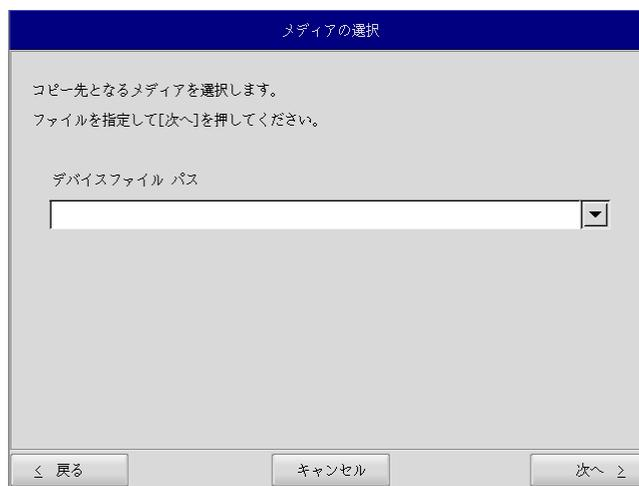 メディアの選択
コピー先となるメディアを選択します。
ファイルを指定して[次へ]を押してください。
デバイスファイル パス
< 戻る
キャンセル
次へ >